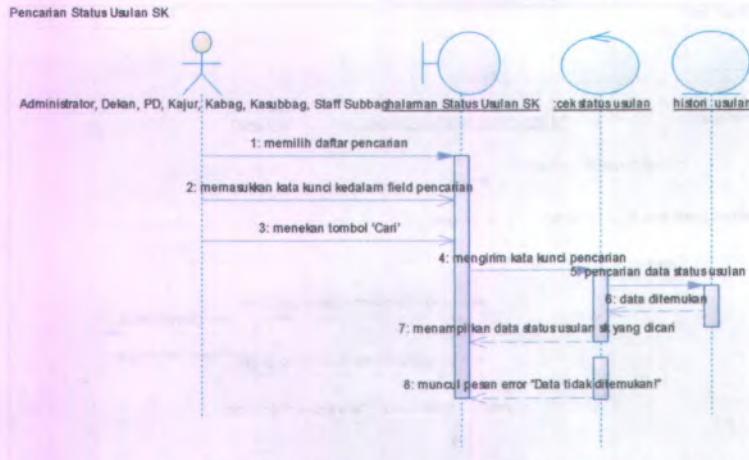 Pencarian Status Usulan SK
Administrator, Dekan, PD, Kajur, Kabag, Kasubbag, Staff Subbag
halaman Status Usulan SK
:cek status usulan
histori_usulan
1: memilih daftar pencarian
2: memasukkan kata kunci kedalam field pencarian
3: menekan tombol 'Cari'
4: mengirim kata kunci pencarian
5: pencarian data status usulan
6: data ditemukan
7: menampilkan data status usulan sk yang dicari
8: muncul pesan error "Data tidak ditemukan!"